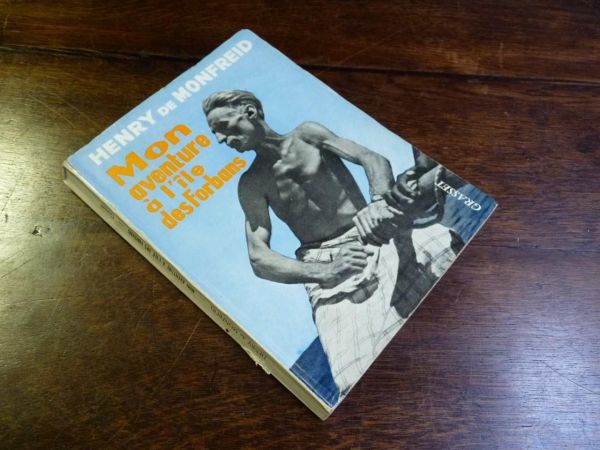 HENRY DE MONFREID
Mon
aventure
à l'île
des forbans
GRASSET